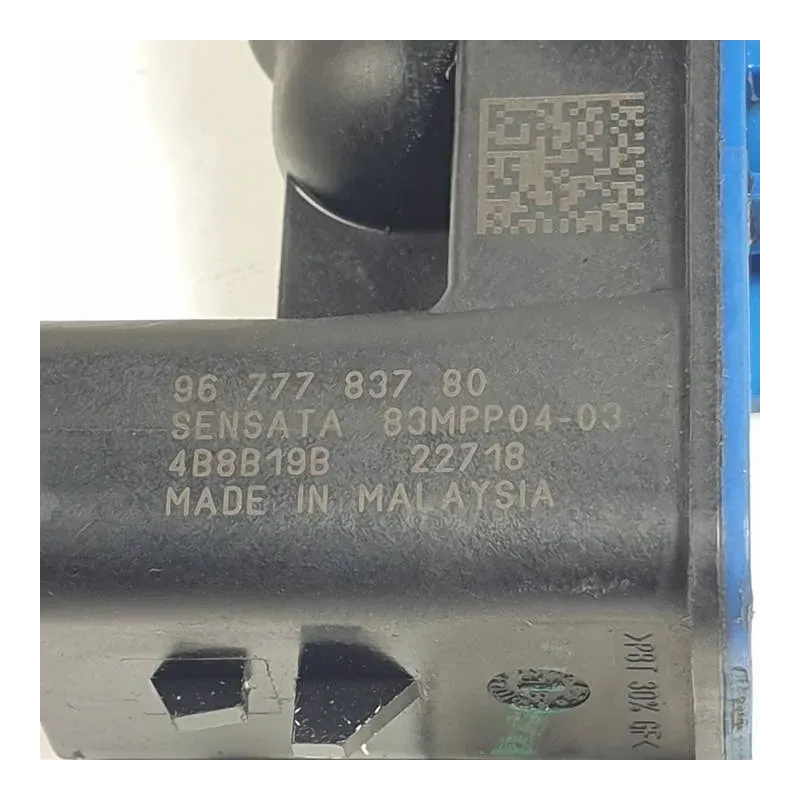 96 777 837 80
SENSATA 83MPP04-03
4B8B19B 22718
MADE IN MALAYSIA
>PBT 30% GF<